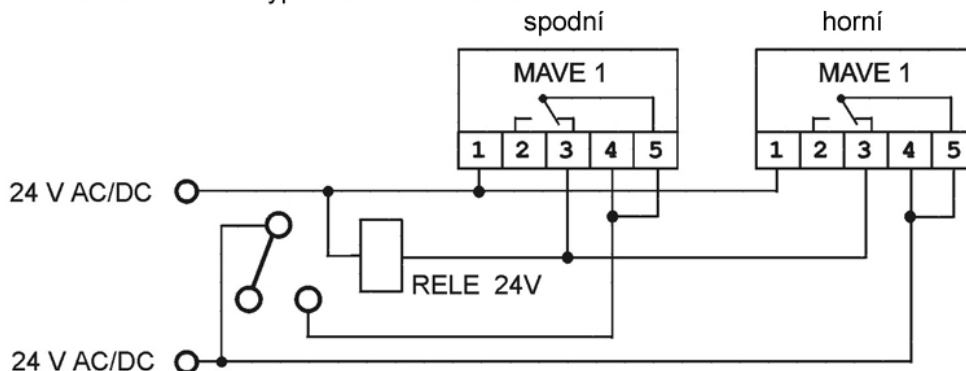 spodní
horní
MAVE 1
MAVE 1
1 2 3 4 5
1 2 3 4 5
24 V AC/DC
RELE 24V
24 V AC/DC